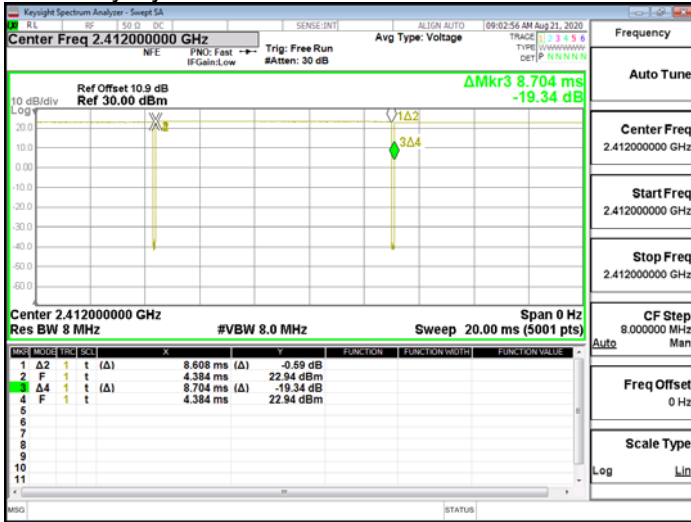 Keysight Spectrum Analyzer - Swept SA
RL RF 50 Ω DC SENSE:INT ALIGN AUTO 09:02:56 AM Aug 21, 2020
Center Freq 2.412000000 GHz Avg Type: Voltage TRACE 1 2 3 4 5 6
NFE PNO: Fast Trig: Free Run TYPE WWWWWW
IFGain:Low #Atten: 30 dB DET P N N N N N
Frequency
ΔMkr3 8.704 ms
-19.34 dB
Ref Offset 10.9 dB
10 dB/div Ref 30.00 dBm
Log
20.0
10.0
0.00
-10.0
-20.0
-30.0
-40.0
-50.0
-60.0
1Δ2
3Δ4
Center 2.412000000 GHz Span 0 Hz
Res BW 8 MHz #VBW 8.0 MHz Sweep 20.00 ms (5001 pts)
MKR MODE TRC SCL X Y FUNCTION FUNCTION WIDTH FUNCTION VALUE
1 Δ2 1 t (Δ) 8.608 ms (Δ) -0.59 dB
2 F 1 t 4.384 ms 22.94 dBm
3 Δ4 1 t (Δ) 8.704 ms (Δ) -19.34 dB
4 F 1 t 4.384 ms 22.94 dBm
5
6
7
8
9
10
11
MSG STATUS
Auto Tune
Center Freq
2.412000000 GHz
Start Freq
2.412000000 GHz
Stop Freq
2.412000000 GHz
CF Step
8.000000 MHz
Auto Man
Freq Offset
0 Hz
Scale Type
Log Lin